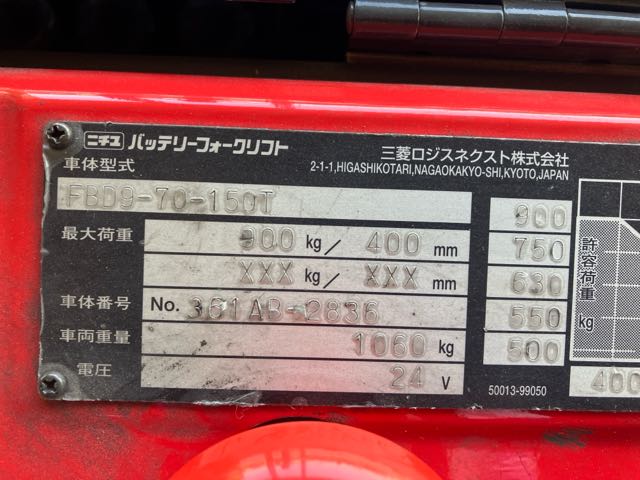 ニチユ バッテリーフォークリフト
三菱ロジスネクスト株式会社
2-1-1,HIGASHIKOTARI,NAGAOKAKYO-SHI,KYOTO,JAPAN
車体型式
FBD9-70-150T
最大荷重 900 kg/ 400 mm
XXX kg/ XXX mm
車体番号 No. 361AB-2836
車両重量 1060 kg
電圧 24 V
900
750
630
550
500
許容荷重 kg
50013-99050
400